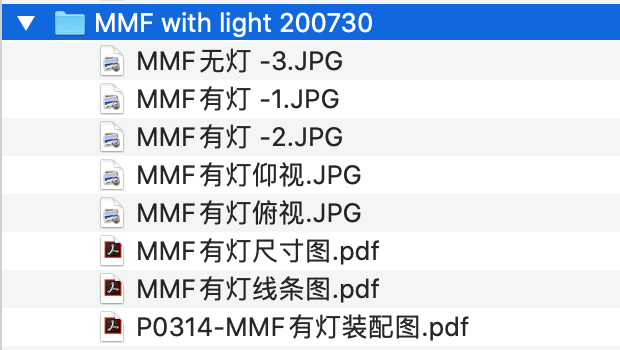 MMF with light 200730
MMF无灯 -3.JPG
MMF有灯 -1.JPG
MMF有灯 -2.JPG
MMF有灯仰视.JPG
MMF有灯俯视.JPG
MMF有灯尺寸图.pdf
MMF有灯线条图.pdf
P0314-MMF有灯装配图.pdf